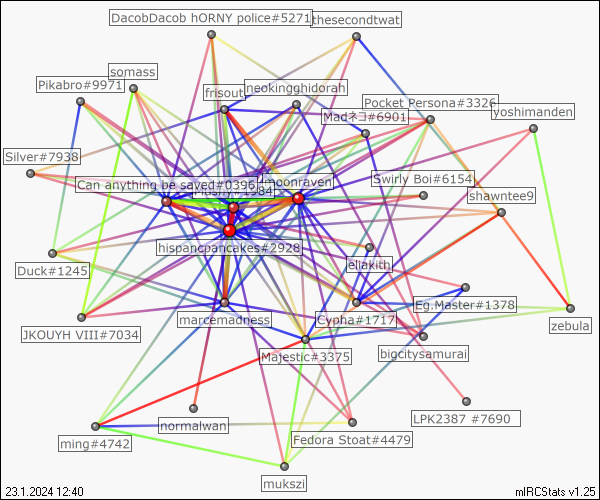 DacobDacob hORNY police#5271
thesecondtwat
somass
Pikabro#9971
frisout
neokingghidorah
Pocket Persona#3326
Madネコ#6901
yoshimanden
Silver#7938
Can anything be saved#0396
moonraven
Swirly Boi#6154
shawntee9
hispancpancakes#2928
eliakith
Duck#1245
Eg.Master#1378
marcemadness
Cypha#1717
zebula
JKOUYH VIII#7034
Majestic#3375
bigcitysamurai
LPK2387 #7690
normalwan
ming#4742
Fedora Stoat#4479
mukszi
23.1.2024 12:40
mIRCStats v1.25